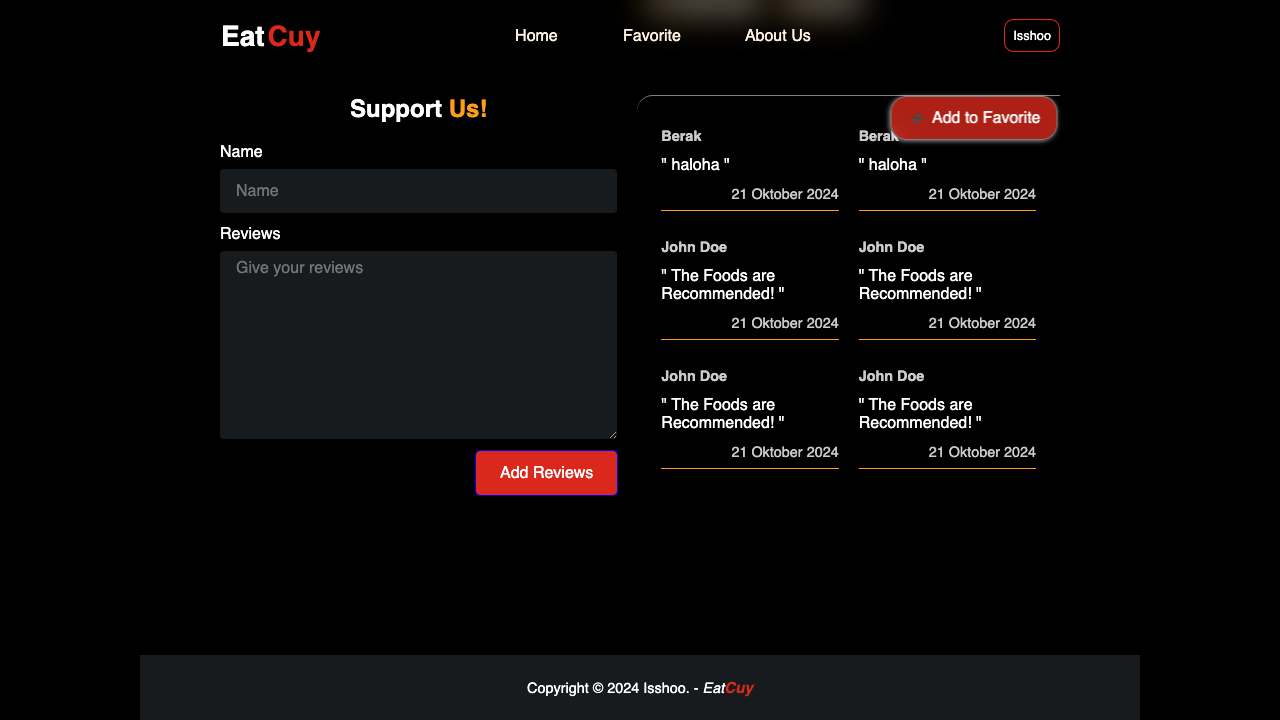 EatCuy
Home
Favorite
About Us
Isshoo
Support Us!
Name
Name
Reviews
Give your reviews
Add Reviews
Add to Favorite
Berak
" haloha "
21 Oktober 2024
Berak
" haloha "
21 Oktober 2024
John Doe
" The Foods are
Recommended! "
21 Oktober 2024
John Doe
" The Foods are
Recommended! "
21 Oktober 2024
John Doe
" The Foods are
Recommended! "
21 Oktober 2024
John Doe
" The Foods are
Recommended! "
21 Oktober 2024
Copyright © 2024 Isshoo. - EatCuy